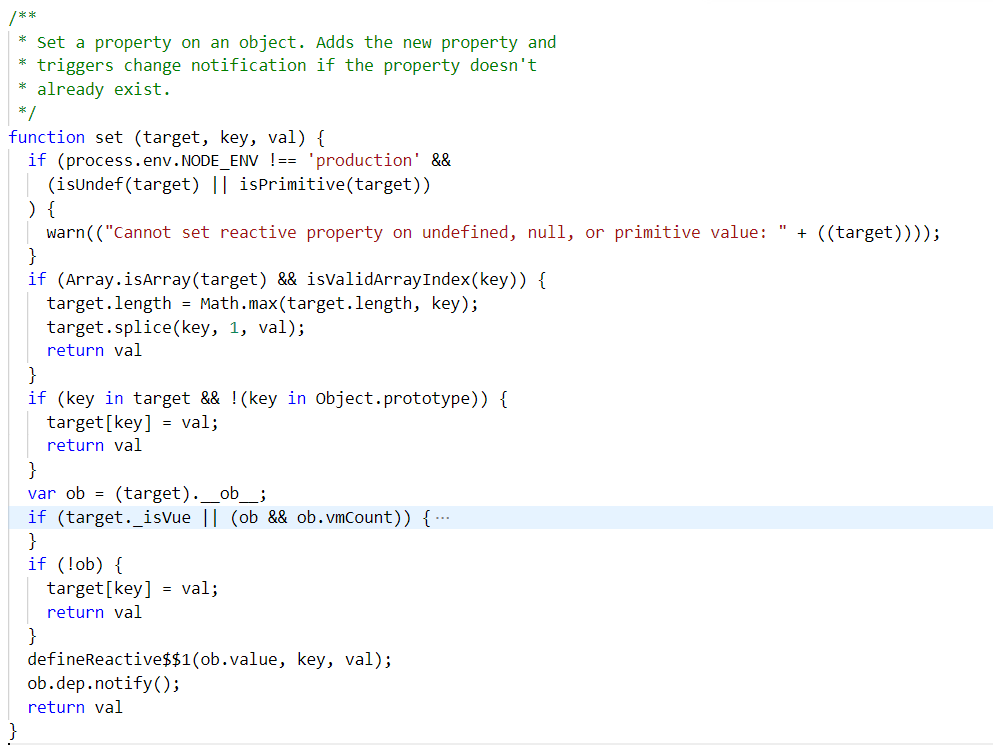 /**
 * Set a property on an object. Adds the new property and
 * triggers change notification if the property doesn't
 * already exist.
 */
function set (target, key, val) {
  if (process.env.NODE_ENV !== 'production' &&
    (isUndef(target) || isPrimitive(target))
  ) {
    warn(("Cannot set reactive property on undefined, null, or primitive value: " + ((target))));
  }
  if (Array.isArray(target) && isValidArrayIndex(key)) {
    target.length = Math.max(target.length, key);
    target.splice(key, 1, val);
    return val
  }
  if (key in target && !(key in Object.prototype)) {
    target[key] = val;
    return val
  }
  var ob = (target).__ob__;
  if (target._isVue || (ob && ob.vmCount)) { ···
  }
  if (!ob) {
    target[key] = val;
    return val
  }
  defineReactive$$1(ob.value, key, val);
  ob.dep.notify();
  return val
}